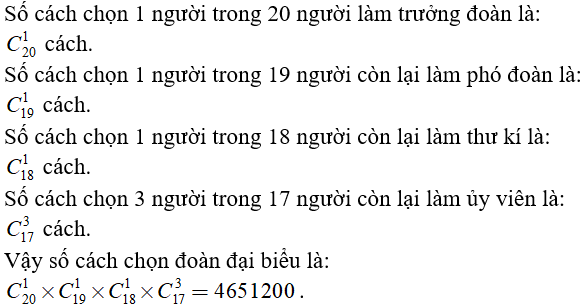 Số cách chọn 1 người trong 20 người làm trưởng đoàn là:
$C_{20}^{1}$ cách.
Số cách chọn 1 người trong 19 người còn lại làm phó đoàn là:
$C_{19}^{1}$ cách.
Số cách chọn 1 người trong 18 người còn lại làm thư kí là:
$C_{18}^{1}$ cách.
Số cách chọn 3 người trong 17 người còn lại làm ủy viên là:
$C_{17}^{3}$ cách.
Vậy số cách chọn đoàn đại biểu là:
$C_{20}^{1} \times C_{19}^{1} \times C_{18}^{1} \times C_{17}^{3} = 4651200$.